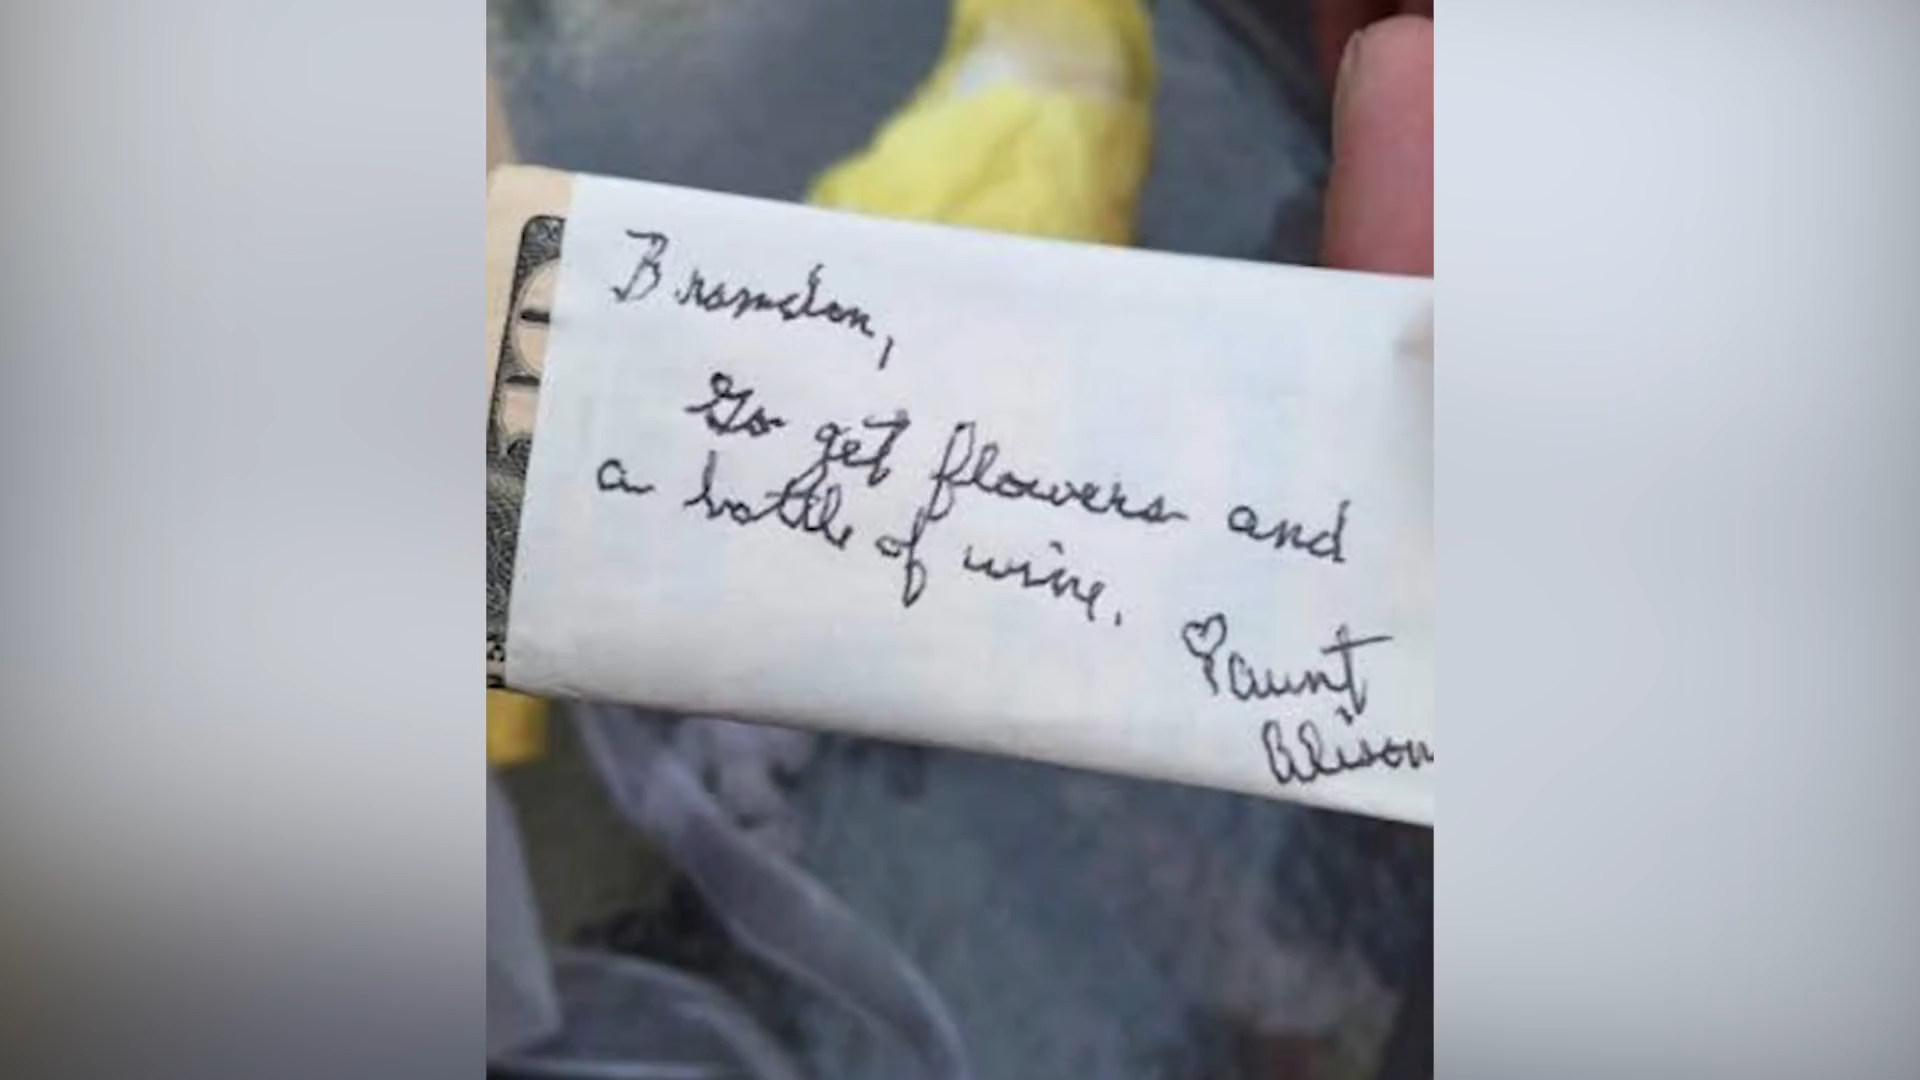 Brandon,
Go get flowers and
a bottle of wine.
♡ Aunt
Alison